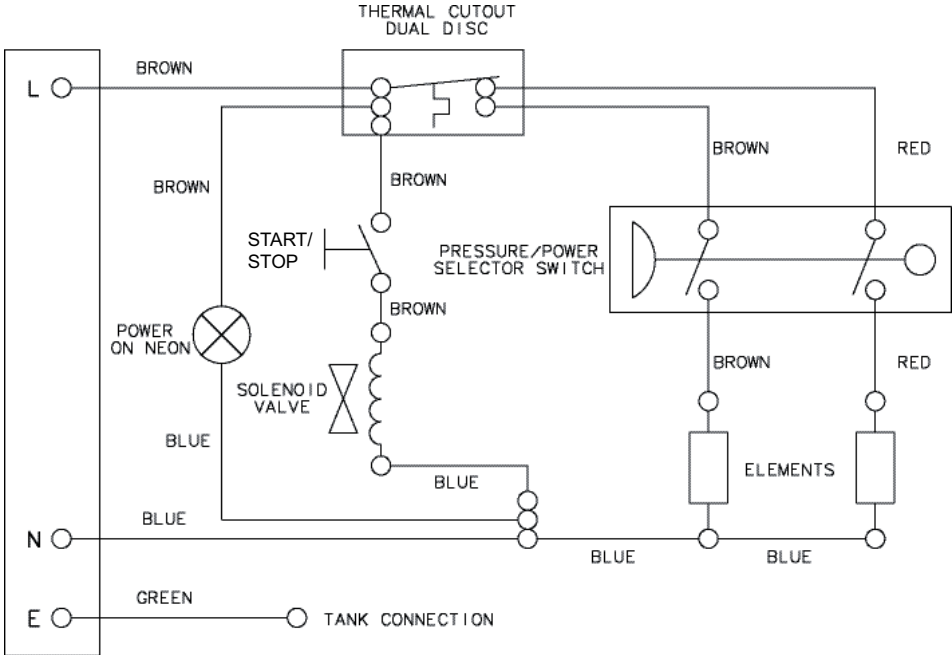 THERMAL CUTOUT
DUAL DISC
L
BROWN
BROWN
BROWN
BROWN
RED
START/
STOP
PRESSURE/POWER
SELECTOR SWITCH
BROWN
POWER
ON NEON
BROWN
RED
SOLENOID
VALVE
BLUE
BLUE
ELEMENTS
N
BLUE
BLUE
BLUE
E
GREEN
TANK CONNECTION